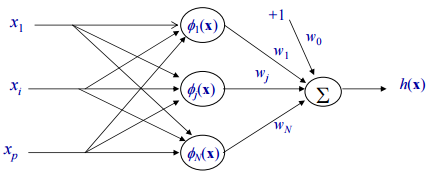 x₁ ϕ₁(x) +1 w₀
w₁
xᵢ ϕⱼ(x) wⱼ Σ h(x)
xₚ ϕN(x) wN